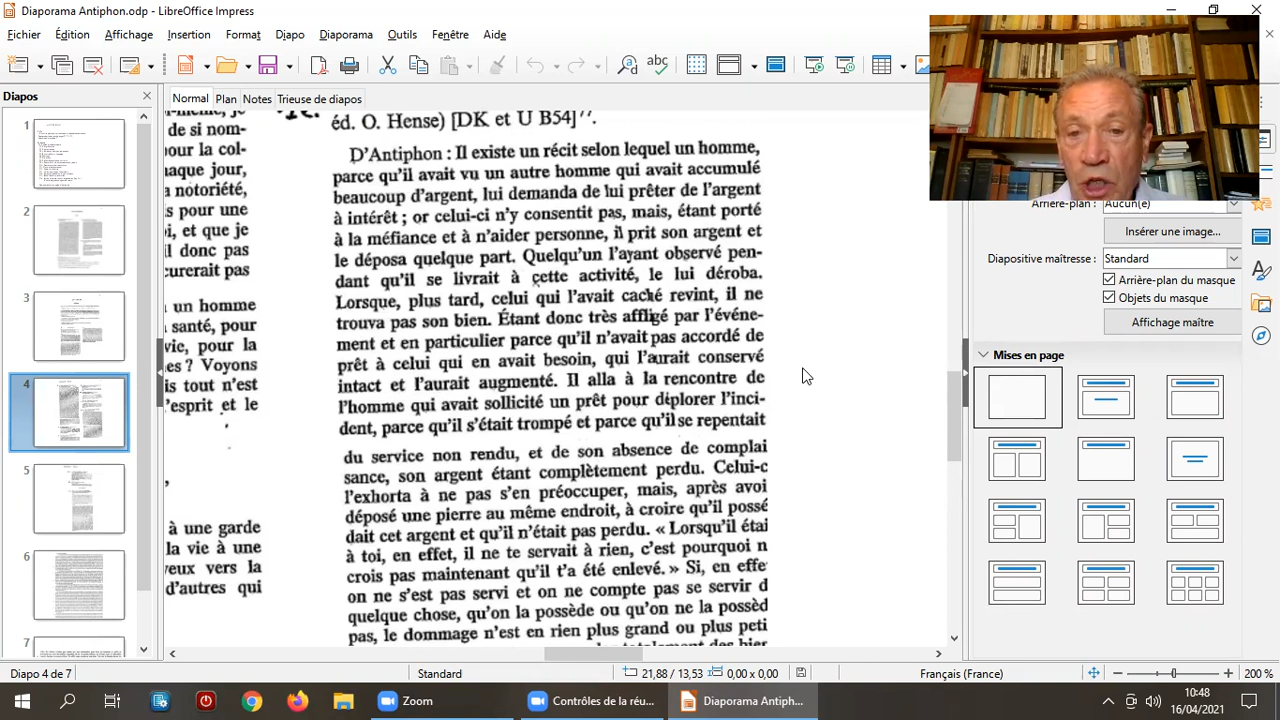 Diaporama Antiphon.odp - LibreOffice Impress
Fichier Édition Affichage Insertion Format Diapo Diaporama Outils Fenêtre Aide
Diapos
Normal Plan Notes Trieuse de diapos
1
2
3
4
5
6
7
de si nom-
pour la col-
aque jour,
notoriété,
s pour une
i, et que je
l donc pas
curerait pas
un homme
santé, pour
vie, pour la
es ? Voyons
is tout n'est
'esprit et le
à une garde
la vie à une
eux vers la
d'autres qui
éd. O. Hense) [DK et U B54]''.
D'Antiphon : Il existe un récit selon lequel un homme,
parce qu'il avait vu un autre homme qui avait accumulé
beaucoup d'argent, lui demanda de lui prêter de l'argent
à intérêt ; or celui-ci n'y consentit pas, mais, étant porté
à la méfiance et à n'aider personne, il prit son argent et
le déposa quelque part. Quelqu'un l'ayant observé pen-
dant qu'il se livrait à cette activité, le lui déroba.
Lorsque, plus tard, celui qui l'avait caché revint, il ne
trouva pas son bien. Étant donc très affligé par l'événe-
ment et en particulier parce qu'il n'avait pas accordé de
prêt à celui qui en avait besoin, qui l'aurait conservé
intact et l'aurait augmenté. Il alla à la rencontre de
l'homme qui avait sollicité un prêt pour déplorer l'inci-
dent, parce qu'il s'était trompé et parce qu'il se repentait
du service non rendu, et de son absence de complai
sance, son argent étant complètement perdu. Celui-c
l'exhorta à ne pas s'en préoccuper, mais, après avoi
déposé une pierre au même endroit, à croire qu'il possé
dait cet argent et qu'il n'était pas perdu. « Lorsqu'il étai
à toi, en effet, il ne te servait à rien, c'est pourquoi n
crois pas maintenant qu'il t'a été enlevé. » Si, en effe
on ne s'est pas servi et on ne compte pas se servir d
quelque chose, qu'on la possède ou qu'on ne la possèd
pas, le dommage n'est en rien plus grand ou plus peti
Arrière-plan : Aucun(e)
Insérer une image...
Diapositive maîtresse : Standard
Arrière-plan du masque
Objets du masque
Affichage maître
Mises en page
Diapo 4 de 7 Standard 21,88 / 13,53 0,00 x 0,00 Français (France) 200 %
Zoom Contrôles de la réu... Diaporama Antiph... 10:48
16/04/2021